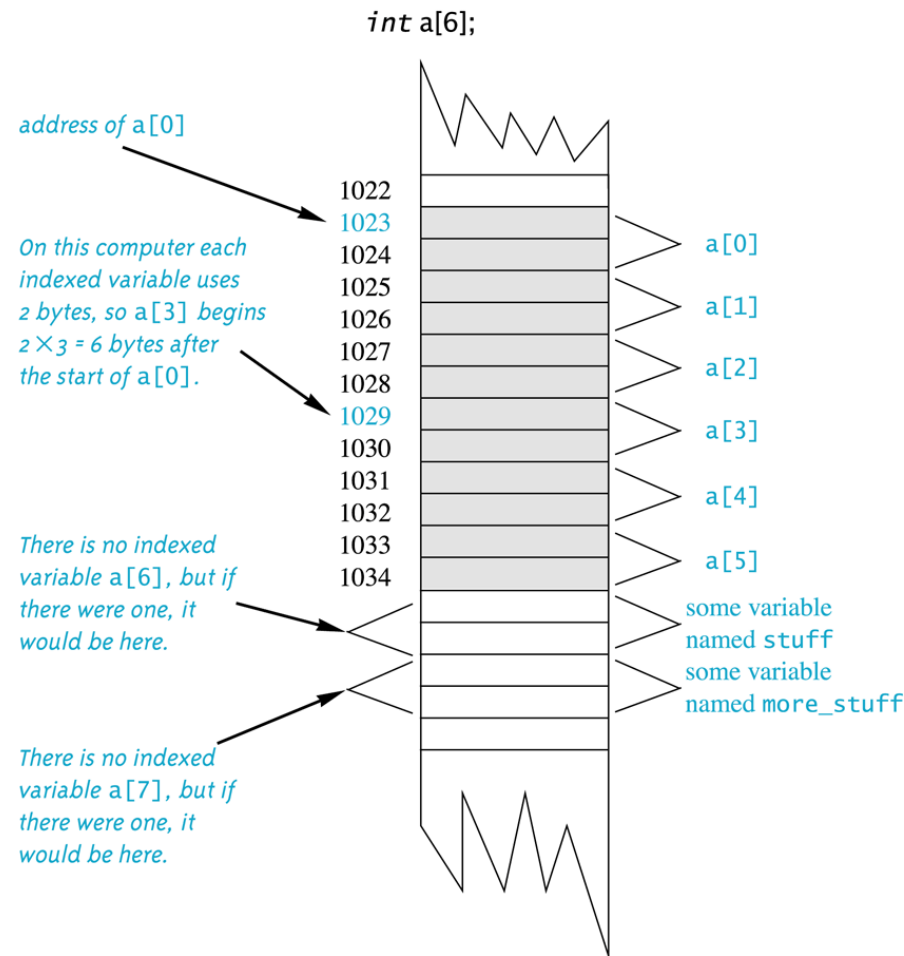 int a[6];
address of a[0]
1022
1023
1024
1025
1026
1027
1028
1029
1030
1031
1032
1033
1034
On this computer each
indexed variable uses
2 bytes, so a[3] begins
2 × 3 = 6 bytes after
the start of a[0].
There is no indexed
variable a[6], but if
there were one, it
would be here.
There is no indexed
variable a[7], but if
there were one, it
would be here.
a[0]
a[1]
a[2]
a[3]
a[4]
a[5]
some variable
named stuff
some variable
named more_stuff